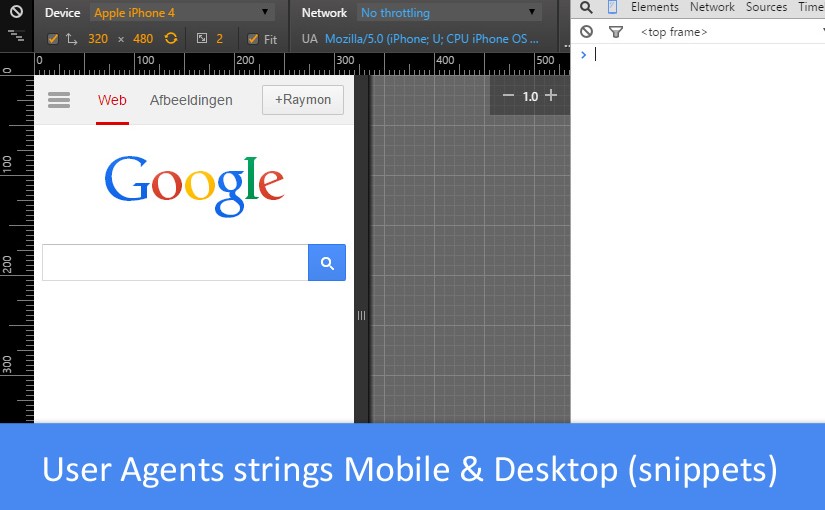 Device Apple iPhone 4 Network No throttling Elements Network Sources Time
320 × 480 2 Fit UA Mozilla/5.0 (iPhone; U; CPU iPhone OS ... <top frame>
0 100 200 300 400 500
0
Web Afbeeldingen +Raymon 1.0
100
Google
200
300
User Agents strings Mobile & Desktop (snippets)